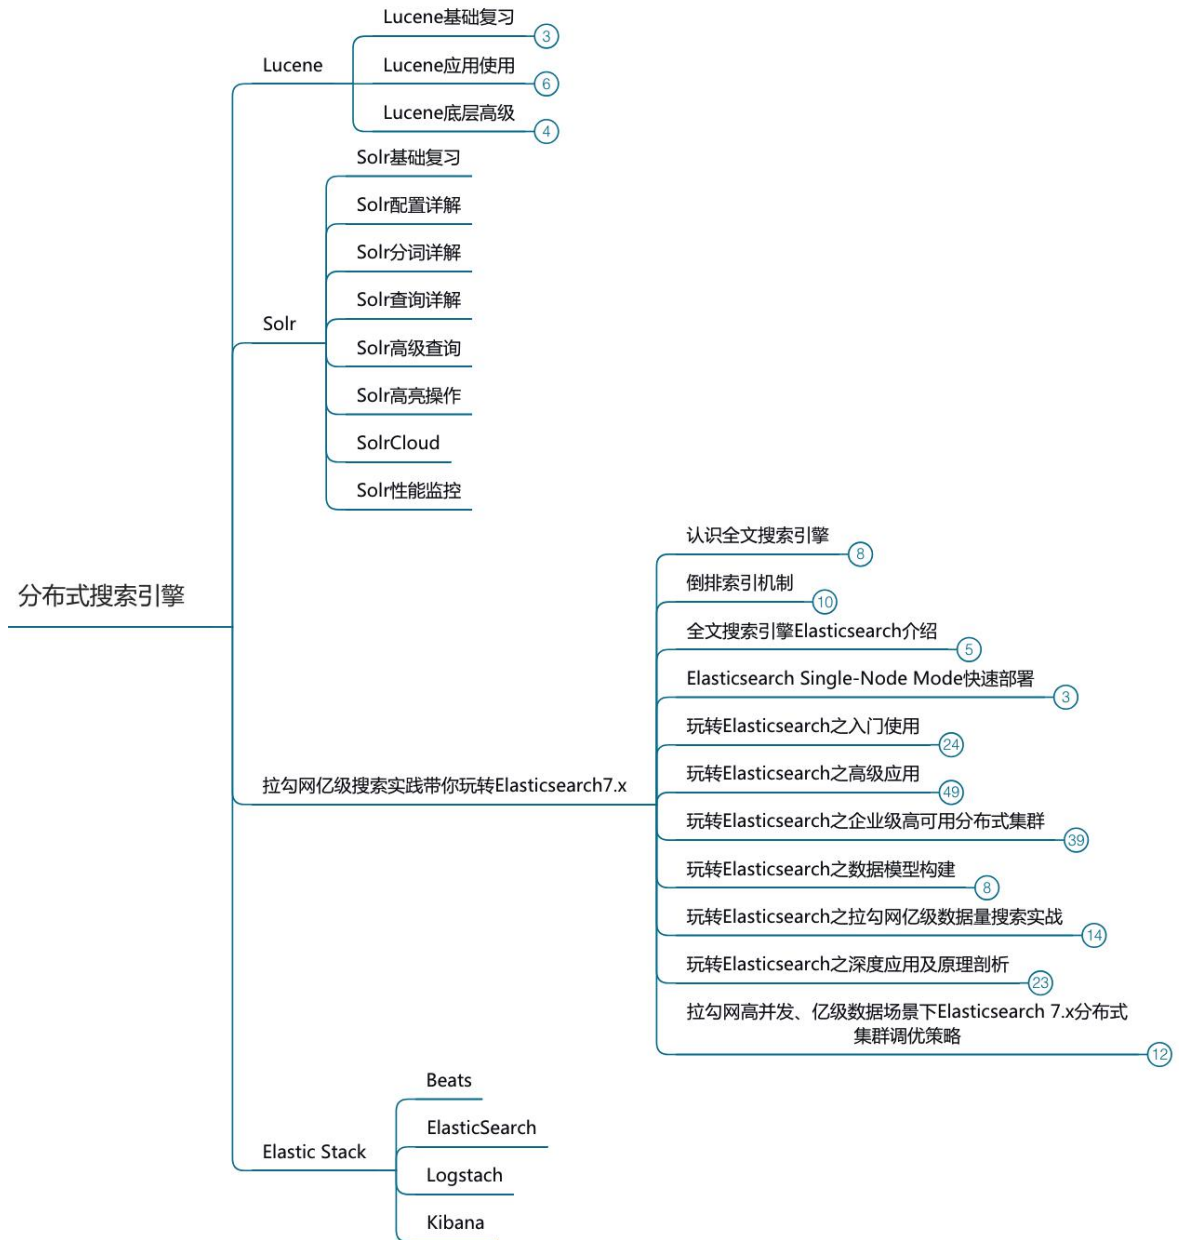 分布式搜索引擎
Lucene
Lucene基础复习
3
Lucene应用使用
6
Lucene底层高级
4
Solr
Solr基础复习
Solr配置详解
Solr分词详解
Solr查询详解
Solr高级查询
Solr高亮操作
SolrCloud
Solr性能监控
拉勾网亿级搜索实践带你玩转Elasticsearch7.x
认识全文搜索引擎
8
倒排索引机制
10
全文搜索引擎Elasticsearch介绍
5
Elasticsearch Single-Node Mode快速部署
3
玩转Elasticsearch之入门使用
24
玩转Elasticsearch之高级应用
49
玩转Elasticsearch之企业级高可用分布式集群
39
玩转Elasticsearch之数据模型构建
8
玩转Elasticsearch之拉勾网亿级数据量搜索实战
14
玩转Elasticsearch之深度应用及原理剖析
23
拉勾网高并发、亿级数据场景下Elasticsearch 7.x分布式
集群调优策略
12
Elastic Stack
Beats
ElasticSearch
Logstach
Kibana